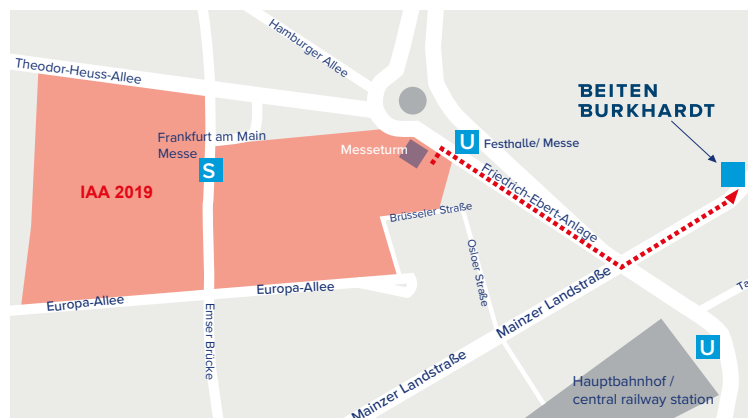 Hamburger Allee
Theodor-Heuss-Allee
BEITEN
BURKHARDT
Frankfurt am Main
Messe
S
Messeturm
U
Festhalle/ Messe
IAA 2019
Friedrich-Ebert-Anlage
Brüsseler Straße
Osloer Straße
Europa-Allee
Europa-Allee
Emser Brücke
Mainzer Landstraße
Mainzer Landstraße
Ta
U
Hauptbahnhof /
central railway station